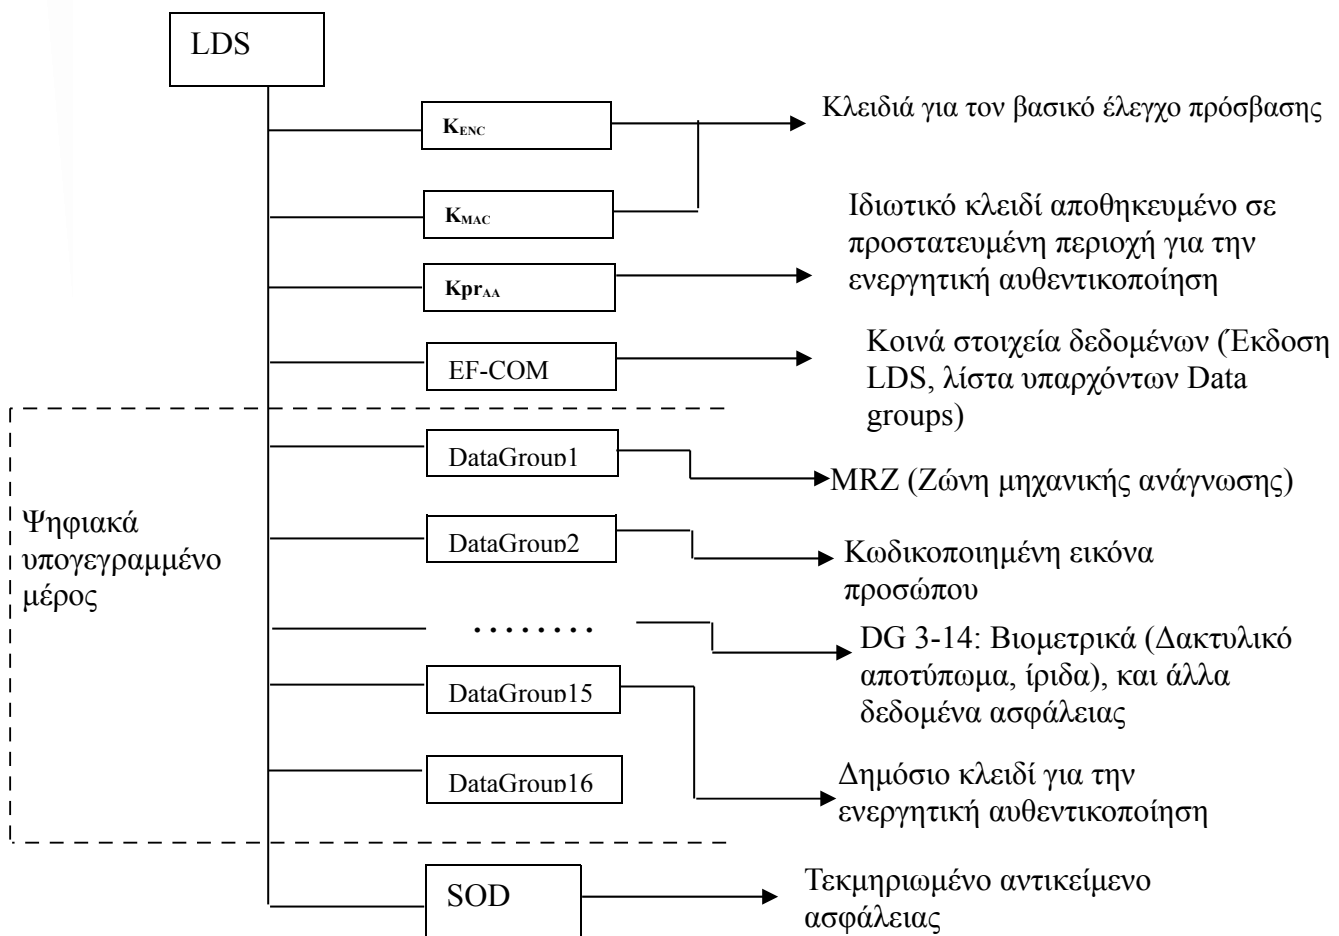 LDS
K_ENC
Κλειδιά για τον βασικό έλεγχο πρόσβασης
K_MAC
Ιδιωτικό κλειδί αποθηκευμένο σε
προστατευμένη περιοχή για την
ενεργητική αυθεντικοποίηση
Kpr_AA
EF-COM
Κοινά στοιχεία δεδομένων (Έκδοση
LDS, λίστα υπαρχόντων Data
groups)
Ψηφιακά
υπογεγραμμένο
μέρος
DataGroup1
MRZ (Ζώνη μηχανικής ανάγνωσης)
DataGroup2
Κωδικοποιημένη εικόνα
προσώπου
........
DG 3-14: Βιομετρικά (Δακτυλικό
αποτύπωμα, ίριδα), και άλλα
δεδομένα ασφάλειας
DataGroup15
Δημόσιο κλειδί για την
ενεργητική αυθεντικοποίηση
DataGroup16
SOD
Τεκμηριωμένο αντικείμενο
ασφάλειας